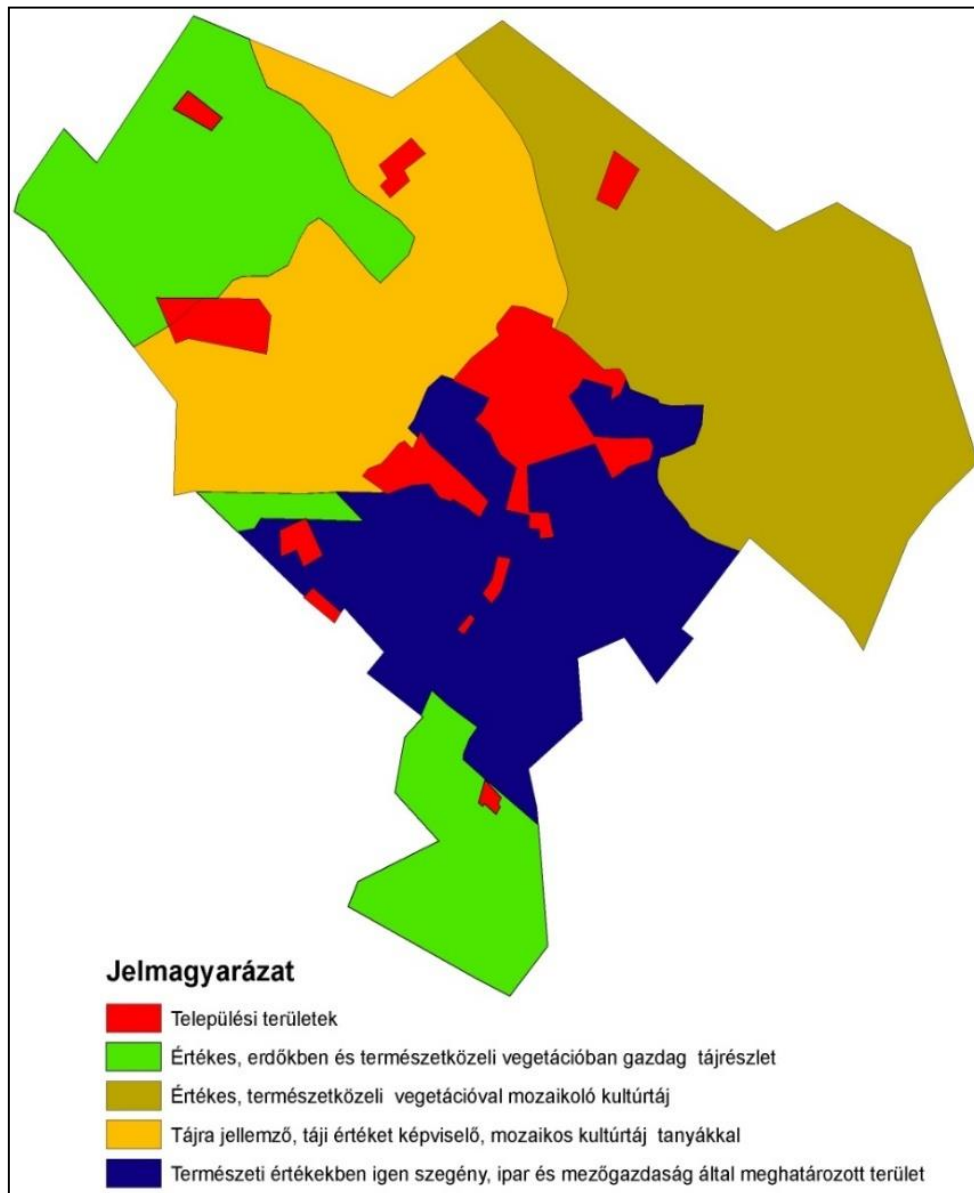 Jelmagyarázat
Települési területek
Értékes, erdőkben és természetközeli vegetációban gazdag tájrészlet
Értékes, természetközeli vegetációval mozaikoló kultúrtáj
Tájra jellemző, táji értéket képviselő, mozaikos kultúrtáj tanyákkal
Természeti értékekben igen szegény, ipar és mezőgazdaság által meghatározott terület